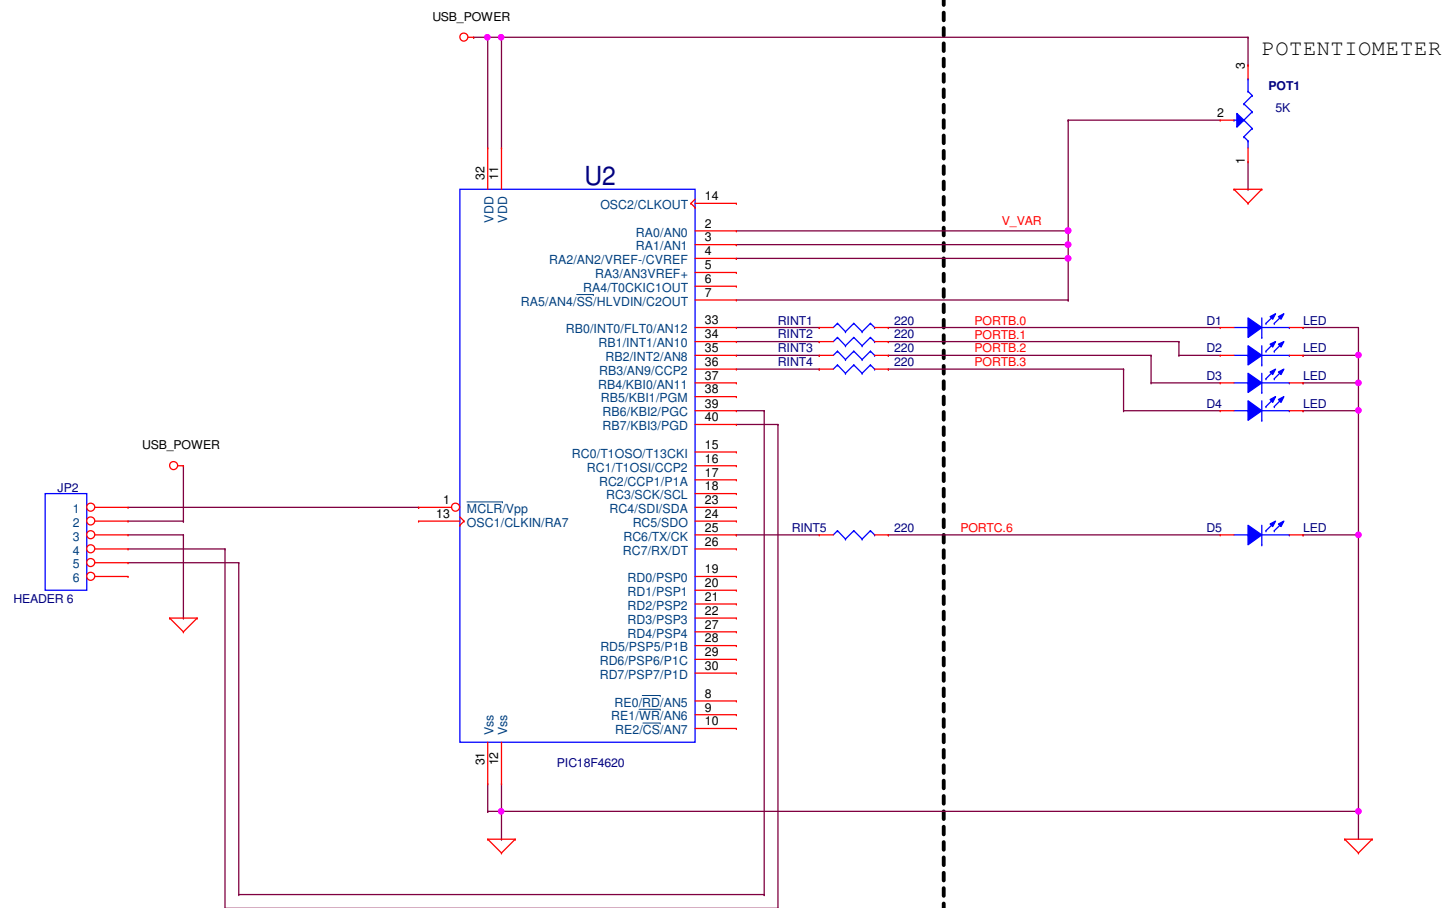 USB_POWER
POTENTIOMETER
3
POT1
5K
2
1
U2
32
11
VDD
VDD
OSC2/CLKOUT 14
RA0/AN0 2
V_VAR
RA1/AN1 3
RA2/AN2/VREF-/CVREF 4
RA3/AN3VREF+ 5
RA4/T0CKIC1OUT 6
RA5/AN4/SS/HLVDIN/C2OUT 7
RB0/INT0/FLT0/AN12 33 RINT1 220 PORTB.0 D1 LED
RB1/INT1/AN10 34 RINT2 220 PORTB.1 D2 LED
RB2/INT2/AN8 35 RINT3 220 PORTB.2 D3 LED
RB3/AN9/CCP2 36 RINT4 220 PORTB.3 D4 LED
RB4/KBI0/AN11 37
RB5/KBI1/PGM 38
RB6/KBI2/PGC 39
RB7/KBI3/PGD 40
USB_POWER
RC0/T1OSO/T13CKI 15
RC1/T1OSI/CCP2 16
RC2/CCP1/P1A 17
RC3/SCK/SCL 18
RC4/SDI/SDA 23
RC5/SDO 24
RC6/TX/CK 25 RINT5 220 PORTC.6 D5 LED
RC7/RX/DT 26
JP2
1
2
3
4
5
6
HEADER 6
1 MCLR/Vpp
13 OSC1/CLKIN/RA7
RD0/PSP0 19
RD1/PSP1 20
RD2/PSP2 21
RD3/PSP3 22
RD4/PSP4 27
RD5/PSP5/P1B 28
RD6/PSP6/P1C 29
RD7/PSP7/P1D 30
RE0/RD/AN5 8
RE1/WR/AN6 9
RE2/CS/AN7 10
Vss
Vss
31
12
PIC18F4620